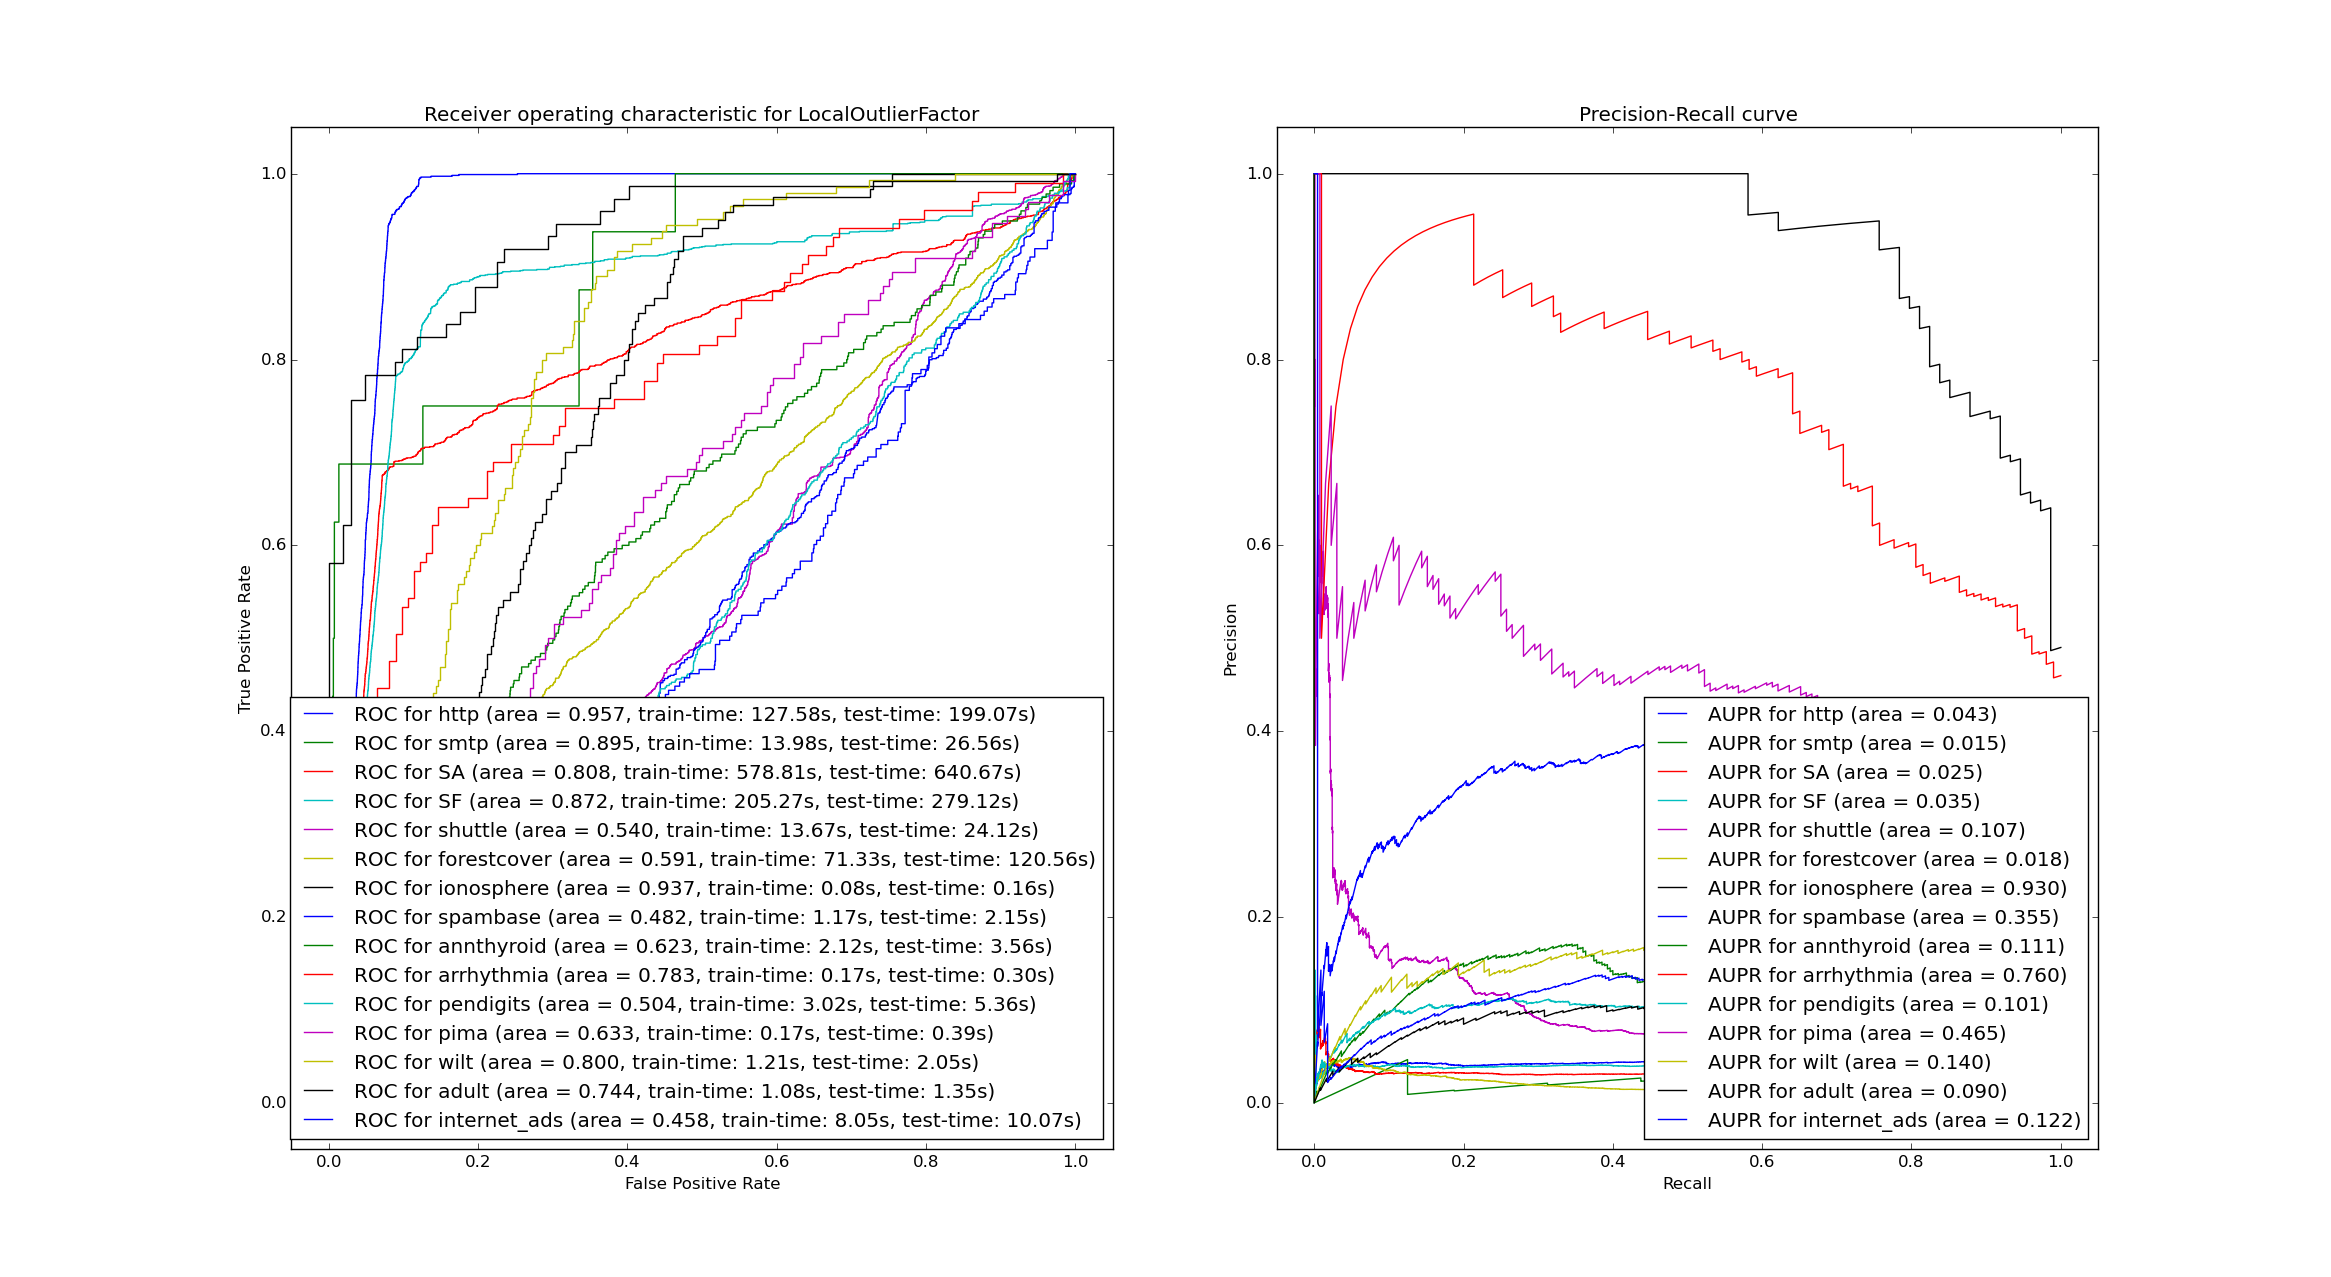 Receiver operating characteristic for LocalOutlierFactor
1.0
0.8
0.6
0.4
0.2
0.0
True Positive Rate
ROC for http (area = 0.957, train-time: 127.58s, test-time: 199.07s)
ROC for smtp (area = 0.895, train-time: 13.98s, test-time: 26.56s)
ROC for SA (area = 0.808, train-time: 578.81s, test-time: 640.67s)
ROC for SF (area = 0.872, train-time: 205.27s, test-time: 279.12s)
ROC for shuttle (area = 0.540, train-time: 13.67s, test-time: 24.12s)
ROC for forestcover (area = 0.591, train-time: 71.33s, test-time: 120.56s)
ROC for ionosphere (area = 0.937, train-time: 0.08s, test-time: 0.16s)
ROC for spambase (area = 0.482, train-time: 1.17s, test-time: 2.15s)
ROC for annthyroid (area = 0.623, train-time: 2.12s, test-time: 3.56s)
ROC for arrhythmia (area = 0.783, train-time: 0.17s, test-time: 0.30s)
ROC for pendigits (area = 0.504, train-time: 3.02s, test-time: 5.36s)
ROC for pima (area = 0.633, train-time: 0.17s, test-time: 0.39s)
ROC for wilt (area = 0.800, train-time: 1.21s, test-time: 2.05s)
ROC for adult (area = 0.744, train-time: 1.08s, test-time: 1.35s)
ROC for internet_ads (area = 0.458, train-time: 8.05s, test-time: 10.07s)
0.0 0.2 0.4 0.6 0.8 1.0
False Positive Rate
Precision-Recall curve
1.0
0.8
0.6
0.4
0.2
0.0
Precision
AUPR for http (area = 0.043)
AUPR for smtp (area = 0.015)
AUPR for SA (area = 0.025)
AUPR for SF (area = 0.035)
AUPR for shuttle (area = 0.107)
AUPR for forestcover (area = 0.018)
AUPR for ionosphere (area = 0.930)
AUPR for spambase (area = 0.355)
AUPR for annthyroid (area = 0.111)
AUPR for arrhythmia (area = 0.760)
AUPR for pendigits (area = 0.101)
AUPR for pima (area = 0.465)
AUPR for wilt (area = 0.140)
AUPR for adult (area = 0.090)
AUPR for internet_ads (area = 0.122)
0.0 0.2 0.4 0.6 0.8 1.0
Recall